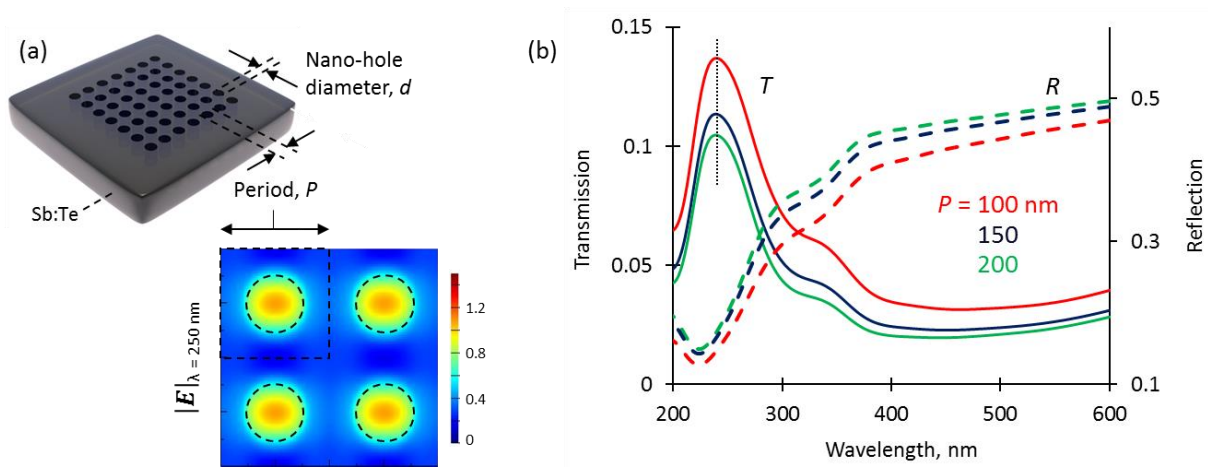 (a)
Nano-hole
diameter, d
Period, P
Sb:Te
|E|λ = 250 nm
1.2
0.8
0.4
0
(b)
0.15
0.1
0.05
0
Transmission
T
R
P = 100 nm
150
200
0.5
0.3
0.1
Reflection
200
300
400
500
600
Wavelength, nm